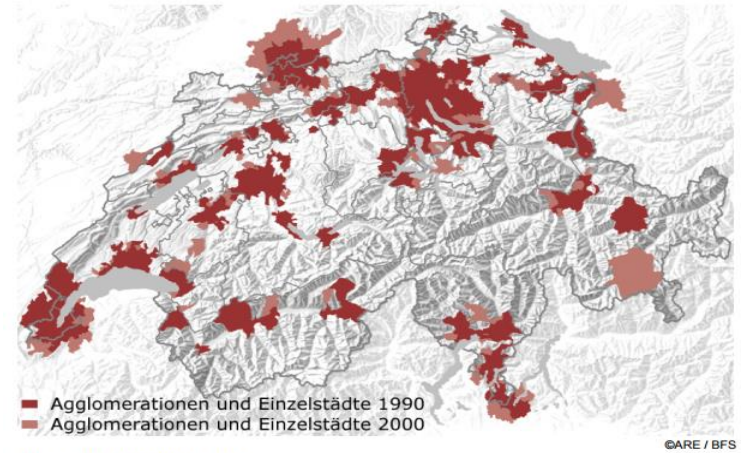 Agglomerationen und Einzelstädte 1990
Agglomerationen und Einzelstädte 2000
©ARE / BFS